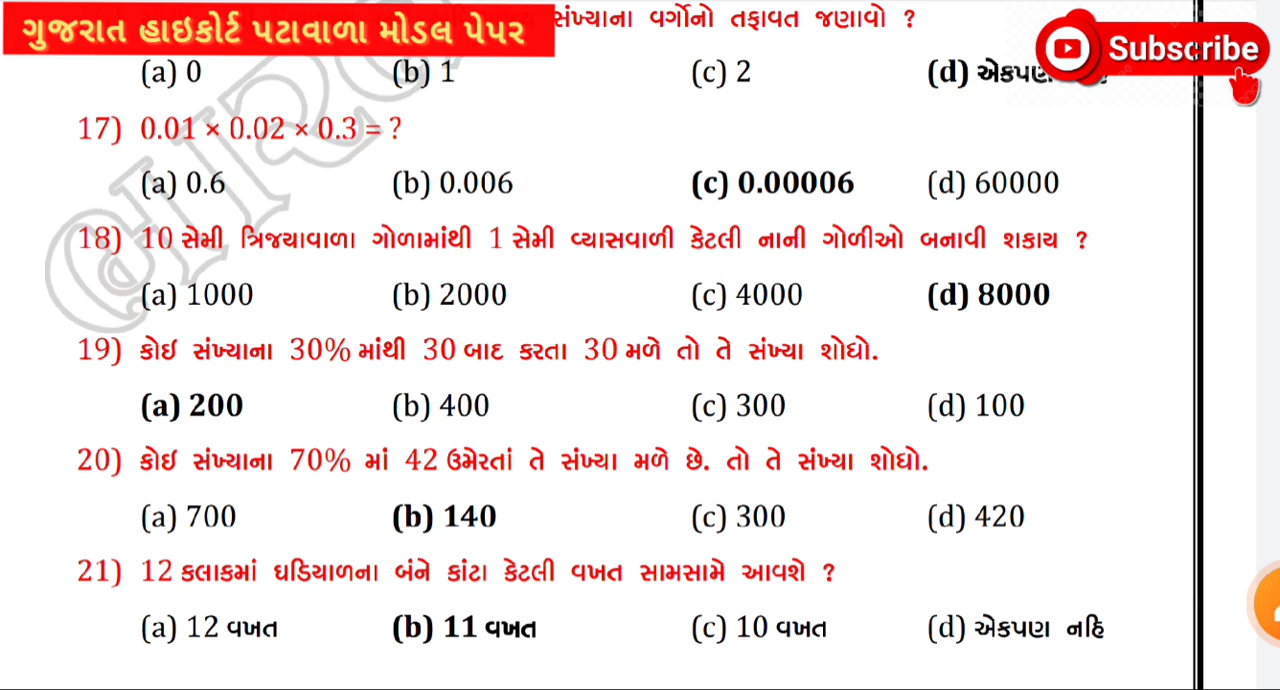 ગુજરાત હાઇકોર્ટ પટાવાળા મોડલ પેપર
સંખ્યાના વર્ગોનો તફાવત જણાવો ?
Subscribe
(a) 0 (b) 1 (c) 2 (d) એકપણ
17) 0.01 × 0.02 × 0.3 = ?
(a) 0.6 (b) 0.006 (c) 0.00006 (d) 60000
18) 10 સેમી ત્રિજ્યાવાળા ગોળામાંથી 1 સેમી વ્યાસવાળી કેટલી નાની ગોળીઓ બનાવી શકાય ?
(a) 1000 (b) 2000 (c) 4000 (d) 8000
19) કોઈ સંખ્યાના 30% માંથી 30 બાદ કરતા 30 મળે તો તે સંખ્યા શોધો.
(a) 200 (b) 400 (c) 300 (d) 100
20) કોઈ સંખ્યાના 70% માં 42 ઉમેરતાં તે સંખ્યા મળે છે. તો તે સંખ્યા શોધો.
(a) 700 (b) 140 (c) 300 (d) 420
21) 12 કલાકમાં ઘડિયાળના બંને કાંટા કેટલી વખત સામસામે આવશે ?
(a) 12 વખત (b) 11 વખત (c) 10 વખત (d) એકપણ નહિ